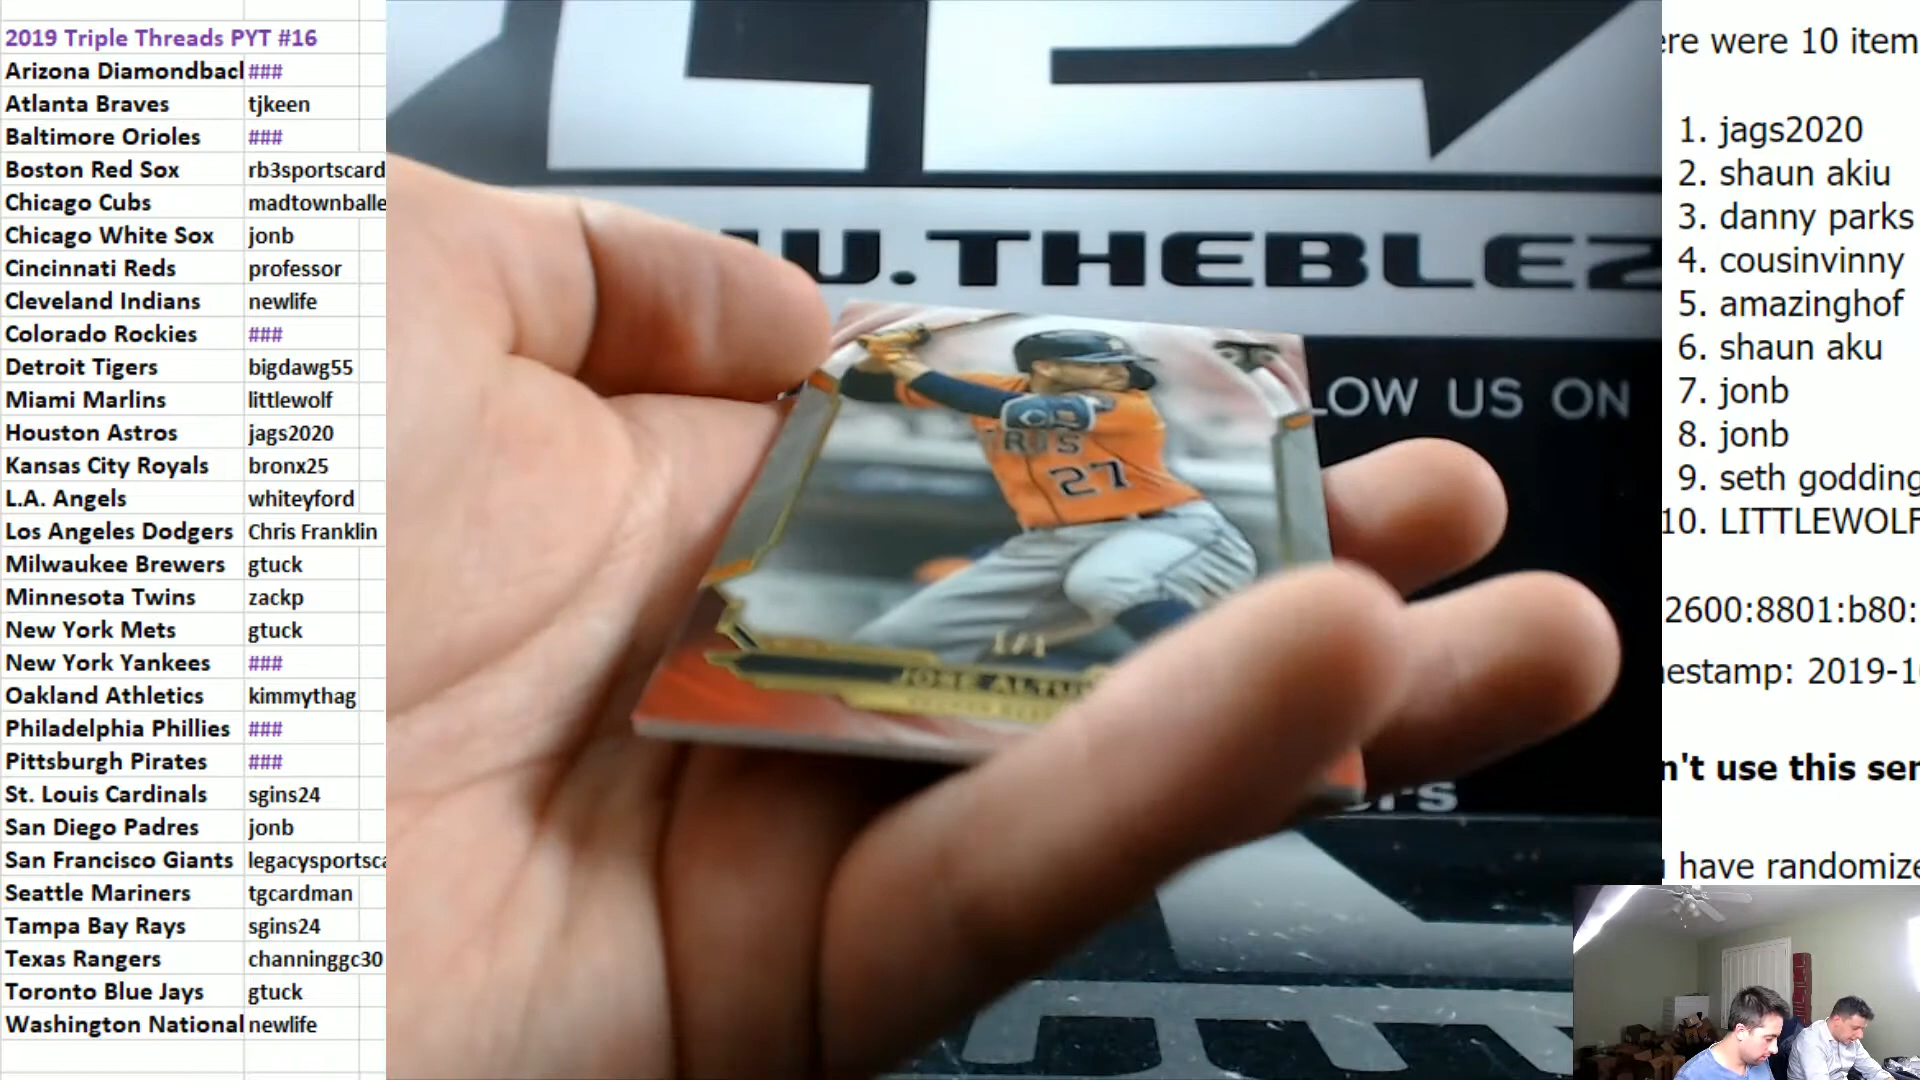 2019 Triple Threads PYT #16
Arizona Diamondbacl ###
Atlanta Braves tjkeen
Baltimore Orioles ###
Boston Red Sox rb3sportscard
Chicago Cubs madtownballe
Chicago White Sox jonb
Cincinnati Reds professor
Cleveland Indians newlife
Colorado Rockies ###
Detroit Tigers bigdawg55
Miami Marlins littlewolf
Houston Astros jags2020
Kansas City Royals bronx25
L.A. Angels whiteyford
Los Angeles Dodgers Chris Franklin
Milwaukee Brewers gtuck
Minnesota Twins zackp
New York Mets gtuck
New York Yankees ###
Oakland Athletics kimmythag
Philadelphia Phillies ###
Pittsburgh Pirates ###
St. Louis Cardinals sgins24
San Diego Padres jonb
San Francisco Giants legacysportsca
Seattle Mariners tgcardman
Tampa Bay Rays sgins24
Texas Rangers channinggc30
Toronto Blue Jays gtuck
Washington National newlife
W.THEBLEZ
LOW US ON
27
1/1
JOSE ALTU
ers
ere were 10 item
1. jags2020
2. shaun akiu
3. danny parks
4. cousinvinny
5. amazinghof
6. shaun aku
7. jonb
8. jonb
9. seth godding
10. LITTLEWOLF
2600:8801:b80:
estamp: 2019-1
n't use this ser
have randomize